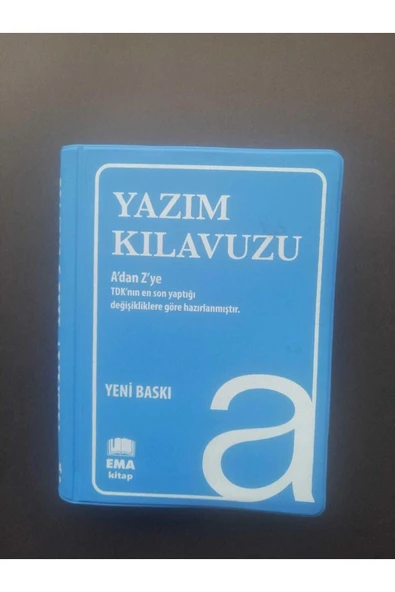 YAZIM
KILAVUZU
A'dan Z'ye
TDK'nın en son yaptığı
değişikliklere göre hazırlanmıştır.
YENİ BASKI
a
EMA
kitap